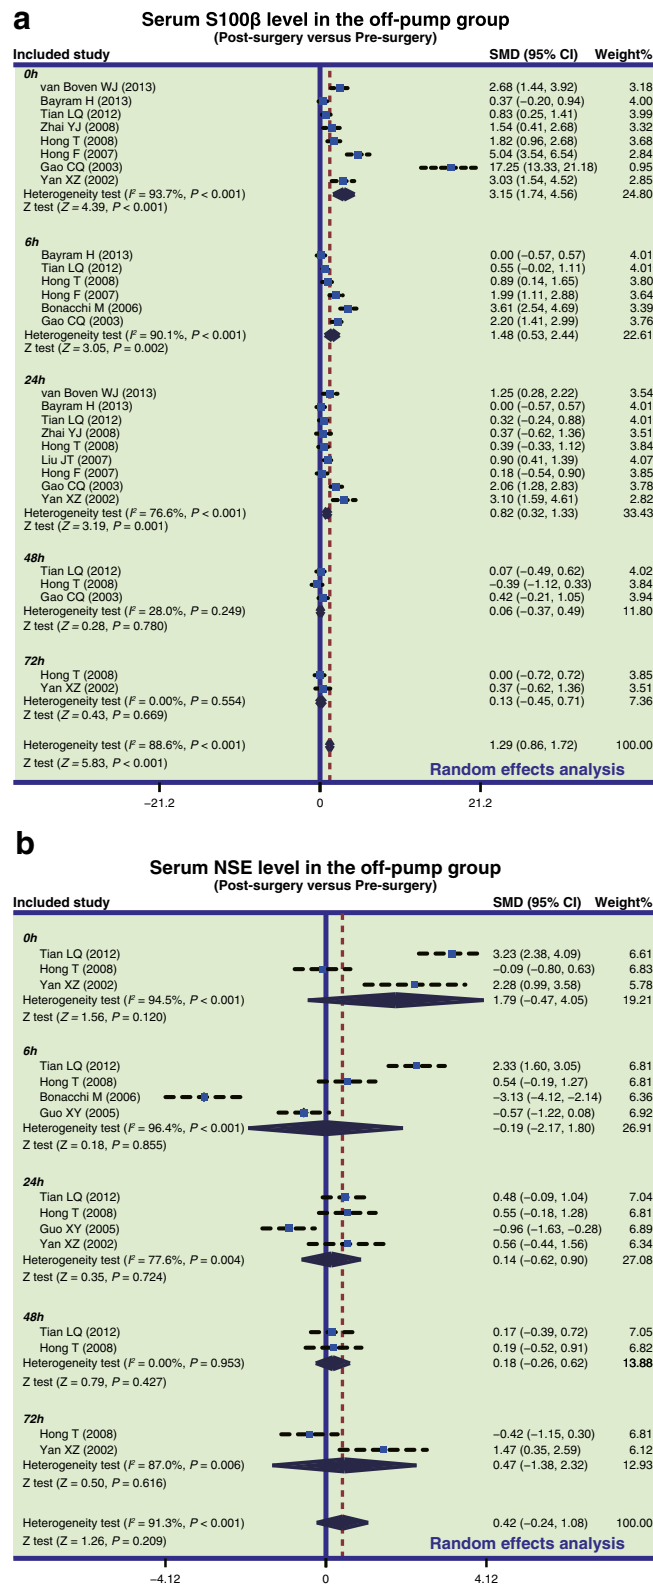 a
Serum S100β level in the off-pump group
(Post-surgery versus Pre-surgery)
Included study SMD (95% CI) Weight%
0h
van Boven WJ (2013) 2.68 (1.44, 3.92) 3.18
Bayram H (2013) 0.37 (−0.20, 0.94) 4.00
Tian LQ (2012) 0.83 (0.25, 1.41) 3.99
Zhai YJ (2008) 1.54 (0.41, 2.68) 3.32
Hong T (2008) 1.82 (0.96, 2.68) 3.68
Hong F (2007) 5.04 (3.54, 6.54) 2.84
Gao CQ (2003) 17.25 (13.33, 21.18) 0.95
Yan XZ (2002) 3.03 (1.54, 4.52) 2.85
Heterogeneity test (I² = 93.7%, P < 0.001) 3.15 (1.74, 4.56) 24.80
Z test (Z = 4.39, P < 0.001)
6h
Bayram H (2013) 0.00 (−0.57, 0.57) 4.01
Tian LQ (2012) 0.55 (−0.02, 1.11) 4.01
Hong T (2008) 0.89 (0.14, 1.65) 3.80
Hong F (2007) 1.99 (1.11, 2.88) 3.64
Bonacchi M (2006) 3.61 (2.54, 4.69) 3.39
Gao CQ (2003) 2.20 (1.41, 2.99) 3.76
Heterogeneity test (I² = 90.1%, P < 0.001) 1.48 (0.53, 2.44) 22.61
Z test (Z = 3.05, P = 0.002)
24h
van Boven WJ (2013) 1.25 (0.28, 2.22) 3.54
Bayram H (2013) 0.00 (−0.57, 0.57) 4.01
Tian LQ (2012) 0.32 (−0.24, 0.88) 4.01
Zhai YJ (2008) 0.37 (−0.62, 1.36) 3.51
Hong T (2008) 0.39 (−0.33, 1.12) 3.84
Liu JT (2007) 0.90 (0.41, 1.39) 4.07
Hong F (2007) 0.18 (−0.54, 0.90) 3.85
Gao CQ (2003) 2.06 (1.28, 2.83) 3.78
Yan XZ (2002) 3.10 (1.59, 4.61) 2.82
Heterogeneity test (I² = 76.6%, P < 0.001) 0.82 (0.32, 1.33) 33.43
Z test (Z = 3.19, P = 0.001)
48h
Tian LQ (2012) 0.07 (−0.49, 0.62) 4.02
Hong T (2008) −0.39 (−1.12, 0.33) 3.84
Gao CQ (2003) 0.42 (−0.21, 1.05) 3.94
Heterogeneity test (I² = 28.0%, P = 0.249) 0.06 (−0.37, 0.49) 11.80
Z test (Z = 0.28, P = 0.780)
72h
Hong T (2008) 0.00 (−0.72, 0.72) 3.85
Yan XZ (2002) 0.37 (−0.62, 1.36) 3.51
Heterogeneity test (I² = 0.00%, P = 0.554) 0.13 (−0.45, 0.71) 7.36
Z test (Z = 0.43, P = 0.669)
Heterogeneity test (I² = 88.6%, P < 0.001) 1.29 (0.86, 1.72) 100.00
Z test (Z = 5.83, P < 0.001)
Random effects analysis
−21.2 0 21.2
b
Serum NSE level in the off-pump group
(Post-surgery versus Pre-surgery)
Included study SMD (95% CI) Weight%
0h
Tian LQ (2012) 3.23 (2.38, 4.09) 6.61
Hong T (2008) −0.09 (−0.80, 0.63) 6.83
Yan XZ (2002) 2.28 (0.99, 3.58) 5.78
Heterogeneity test (I² = 94.5%, P < 0.001) 1.79 (−0.47, 4.05) 19.21
Z test (Z = 1.56, P = 0.120)
6h
Tian LQ (2012) 2.33 (1.60, 3.05) 6.81
Hong T (2008) 0.54 (−0.19, 1.27) 6.81
Bonacchi M (2006) −3.13 (−4.12, −2.14) 6.36
Guo XY (2005) −0.57 (−1.22, 0.08) 6.92
Heterogeneity test (I² = 96.4%, P < 0.001) −0.19 (−2.17, 1.80) 26.91
Z test (Z = 0.18, P = 0.855)
24h
Tian LQ (2012) 0.48 (−0.09, 1.04) 7.04
Hong T (2008) 0.55 (−0.18, 1.28) 6.81
Guo XY (2005) −0.96 (−1.63, −0.28) 6.89
Yan XZ (2002) 0.56 (−0.44, 1.56) 6.34
Heterogeneity test (I² = 77.6%, P = 0.004) 0.14 (−0.62, 0.90) 27.08
Z test (Z = 0.35, P = 0.724)
48h
Tian LQ (2012) 0.17 (−0.39, 0.72) 7.05
Hong T (2008) 0.19 (−0.52, 0.91) 6.82
Heterogeneity test (I² = 0.00%, P = 0.953) 0.18 (−0.26, 0.62) 13.88
Z test (Z = 0.79, P = 0.427)
72h
Hong T (2008) −0.42 (−1.15, 0.30) 6.81
Yan XZ (2002) 1.47 (0.35, 2.59) 6.12
Heterogeneity test (I² = 87.0%, P = 0.006) 0.47 (−1.38, 2.32) 12.93
Z test (Z = 0.50, P = 0.616)
Heterogeneity test (I² = 91.3%, P < 0.001) 0.42 (−0.24, 1.08) 100.00
Z test (Z = 1.26, P = 0.209)
Random effects analysis
−4.12 0 4.12